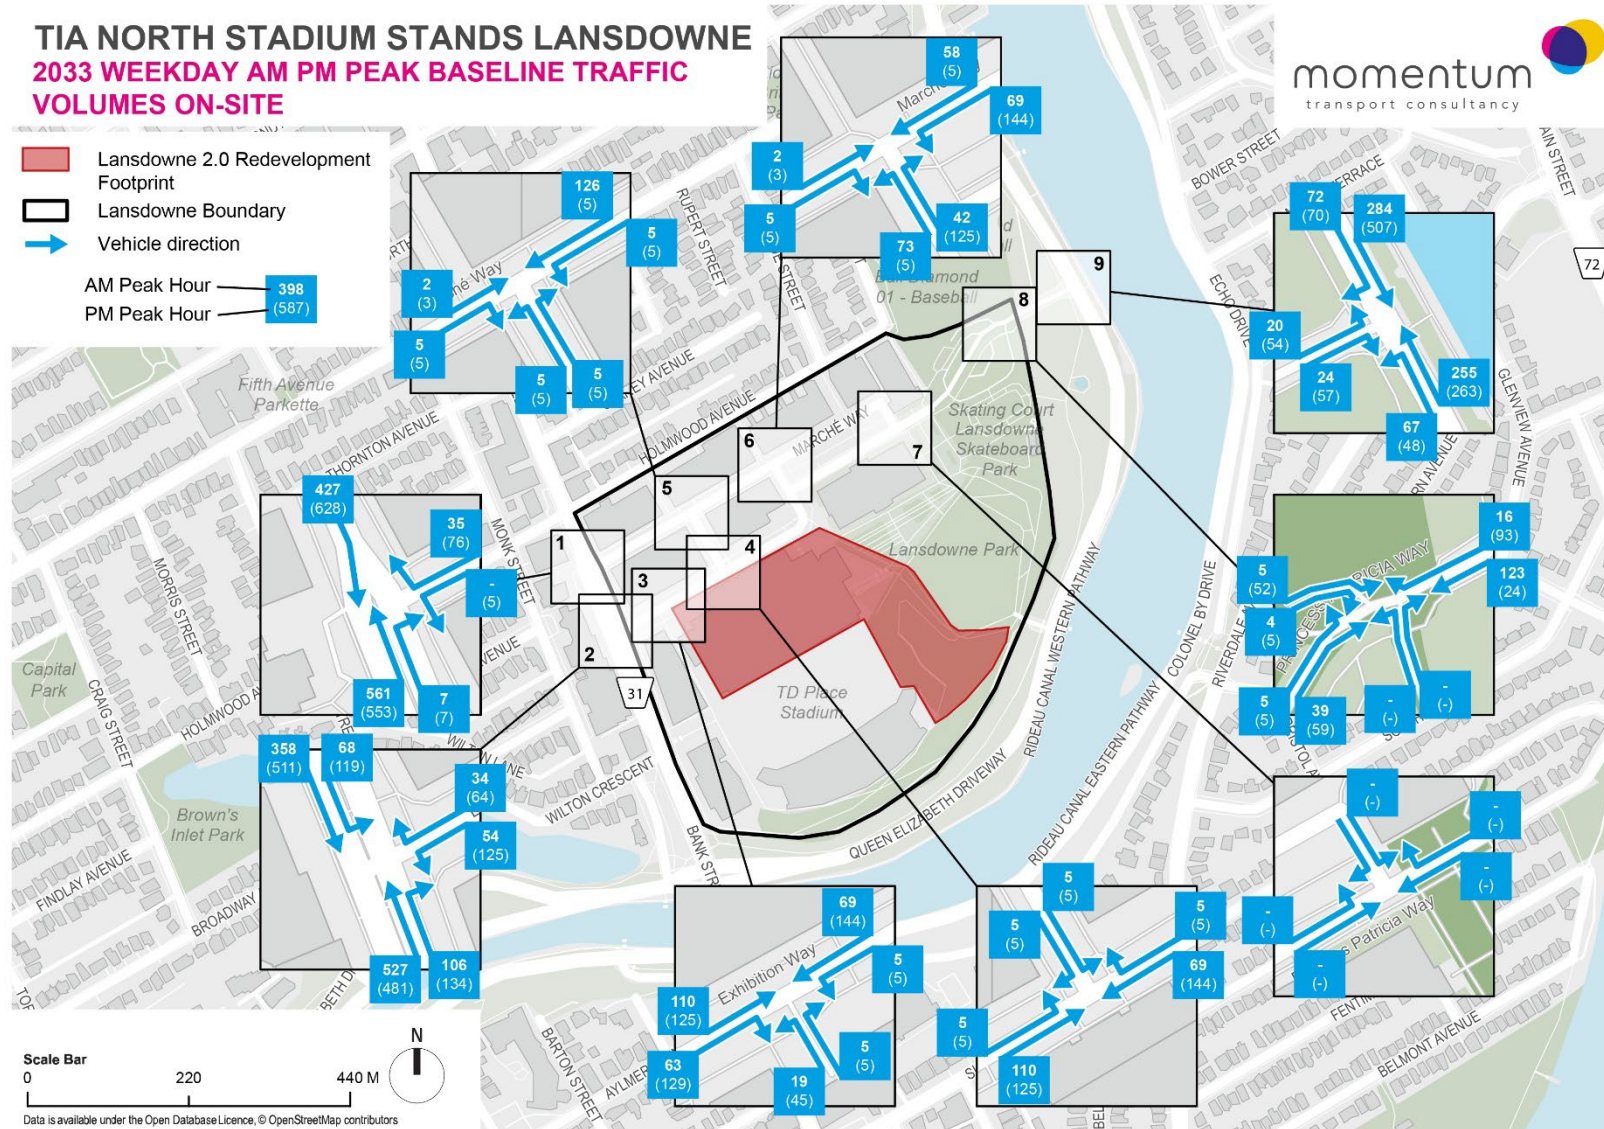 TIA NORTH STADIUM STANDS LANSDOWNE
2033 WEEKDAY AM PM PEAK BASELINE TRAFFIC
VOLUMES ON-SITE
momentum
transport consultancy
Lansdowne 2.0 Redevelopment
Footprint
Lansdowne Boundary
Vehicle direction
AM Peak Hour
PM Peak Hour
398
(587)
126
(5)
5
(5)
2
(3)
5
(5)
5
(5)
5
(5)
58
(5)
69
(144)
2
(3)
5
(5)
42
(125)
73
(5)
72
(70)
284
(507)
20
(54)
24
(57)
255
(263)
67
(48)
427
(628)
35
(76)
-
(5)
561
(553)
7
(7)
16
(93)
123
(24)
5
(52)
4
(5)
5
(5)
39
(59)
-
(-)
-
(-)
358
(511)
68
(119)
34
(64)
54
(125)
527
(481)
106
(134)
69
(144)
5
(5)
110
(125)
63
(129)
19
(45)
5
(5)
5
(5)
5
(5)
5
(5)
69
(144)
5
(5)
110
(125)
-
(-)
-
(-)
-
(-)
-
(-)
-
(-)
1
2
3
4
5
6
7
8
9
31
72
Ball Diamond
01 - Baseball
Skating Court
Lansdowne
Skateboard
Park
Lansdowne Park
TD Place
Stadium
Fifth Avenue
Parkette
Capital
Park
Brown's
Inlet Park
BOWER STREET
RUPERT STREET
THORNTON AVENUE
HOLMWOOD AVENUE
MARCHÉ WAY
MONK STREET
MORRIS STREET
CRAIG STREET
WILTON LANE
WILTON CRESCENT
FINDLAY AVENUE
BROADWAY
BANK STR
QUEEN ELIZABETH DRIVEWAY
RIDEAU CANAL WESTERN PATHWAY
RIDEAU CANAL EASTERN PATHWAY
COLONEL BY DRIVE
ECHO DRIVE
GLENVIEW AVENUE
BARTON STREET
BELMONT AVENUE
Exhibition Way
Scale Bar
0
220
440 M
N
Data is available under the Open Database Licence, © OpenStreetMap contributors